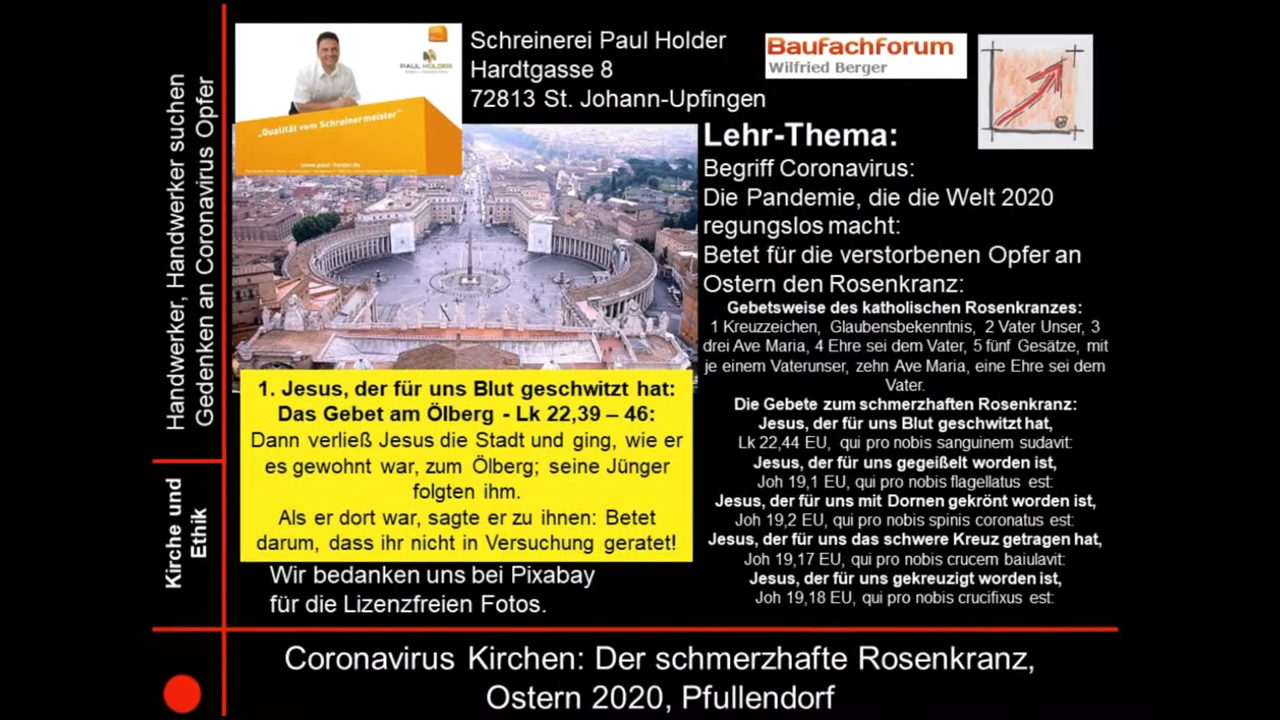 Handwerker, Handwerker suchen
Gedenken an Coronavirus Opfer
Kirche und
Ethik
PAUL HOLDER
„Qualität vom Schreinermeister“
www.paul-holder.de
Schreinerei Paul Holder
Hardtgasse 8
72813 St. Johann-Upfingen
Baufachforum
Wilfried Berger
Lehr-Thema:
Begriff Coronavirus:
Die Pandemie, die die Welt 2020
regungslos macht:
Betet für die verstorbenen Opfer an
Ostern den Rosenkranz:
Gebetsweise des katholischen Rosenkranzes:
1 Kreuzzeichen, Glaubensbekenntnis, 2 Vater Unser, 3
drei Ave Maria, 4 Ehre sei dem Vater, 5 fünf Gesätze, mit
je einem Vaterunser, zehn Ave Maria, eine Ehre sei dem
Vater.
Die Gebete zum schmerzhaften Rosenkranz:
Jesus, der für uns Blut geschwitzt hat,
Lk 22,44 EU, qui pro nobis sanguinem sudavit:
Jesus, der für uns gegeißelt worden ist,
Joh 19,1 EU, qui pro nobis flagellatus est:
Jesus, der für uns mit Dornen gekrönt worden ist,
Joh 19,2 EU, qui pro nobis spinis coronatus est:
Jesus, der für uns das schwere Kreuz getragen hat,
Joh 19,17 EU, qui pro nobis crucem baiulavit:
Jesus, der für uns gekreuzigt worden ist,
Joh 19,18 EU, qui pro nobis crucifixus est:
1. Jesus, der für uns Blut geschwitzt hat:
Das Gebet am Ölberg - Lk 22,39 – 46:
Dann verließ Jesus die Stadt und ging, wie er
es gewohnt war, zum Ölberg; seine Jünger
folgten ihm.
Als er dort war, sagte er zu ihnen: Betet
darum, dass ihr nicht in Versuchung geratet!
Wir bedanken uns bei Pixabay
für die Lizenzfreien Fotos.
Coronavirus Kirchen: Der schmerzhafte Rosenkranz,
Ostern 2020, Pfullendorf